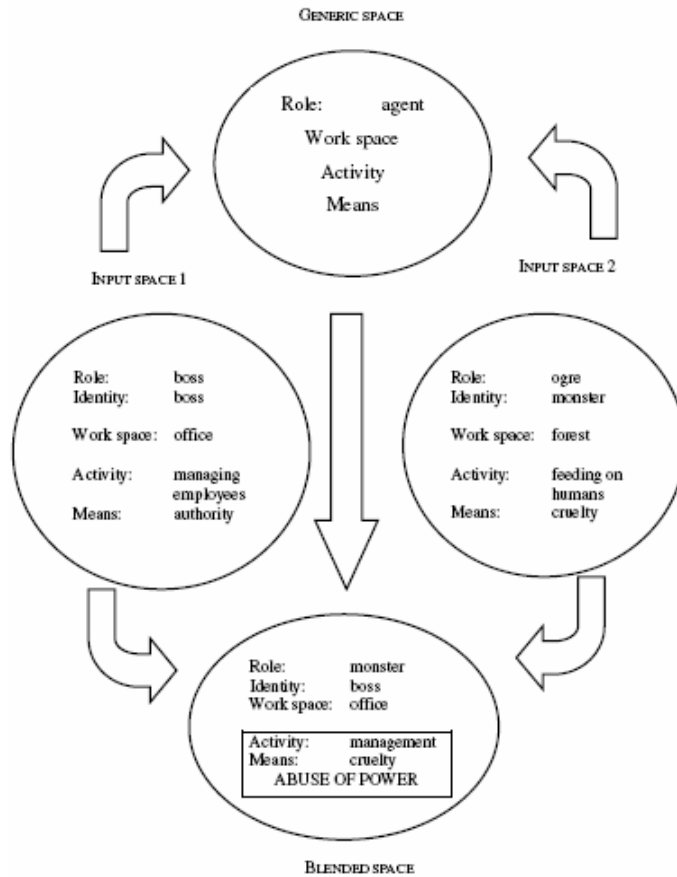 GENERIC SPACE
Role: agent
Work space
Activity
Means
INPUT SPACE 1
INPUT SPACE 2
Role: boss
Identity: boss
Work space: office
Activity: managing
employees
Means: authority
Role: ogre
Identity: monster
Work space: forest
Activity: feeding on
humans
Means: cruelty
Role: monster
Identity: boss
Work space: office
Activity: management
Means: cruelty
ABUSE OF POWER
BLENDED SPACE